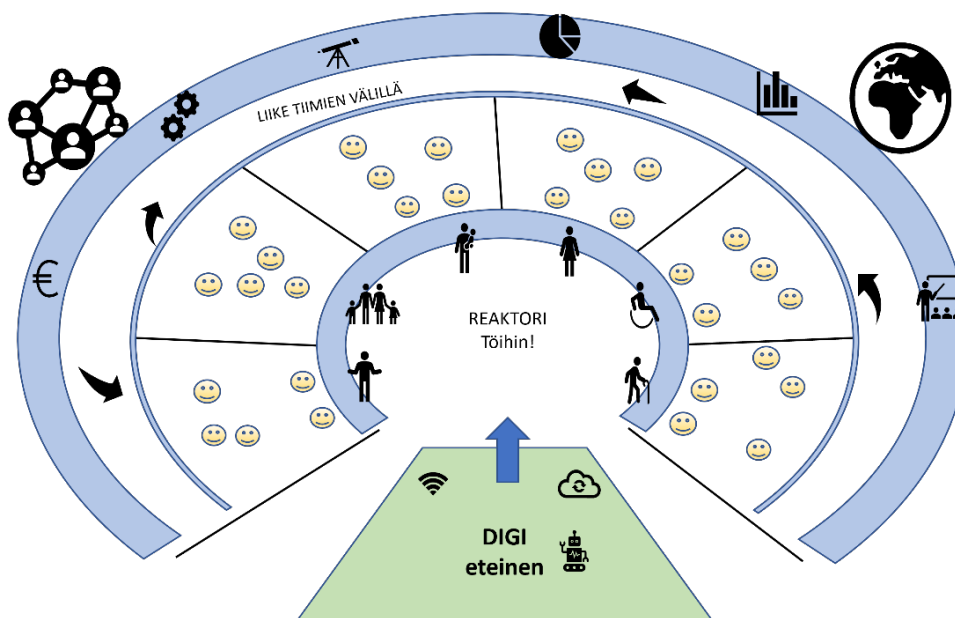 LIIKE TIIMIEN VÄLILLÄ
€
REAKTORI
Töihin!
DIGI
eteinen